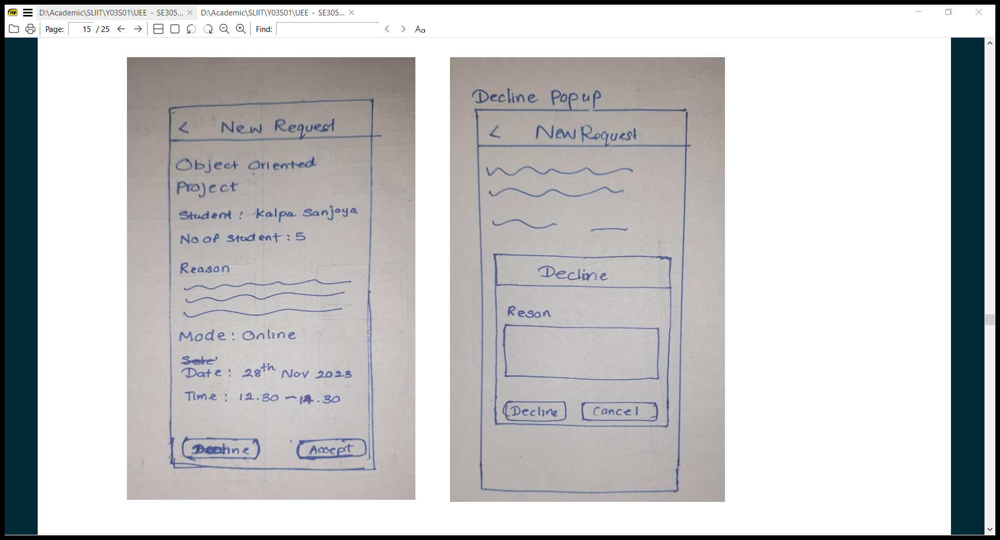 D:\Academic\SLIIT\Y03S01\UEE - SE305...
D:\Academic\SLIIT\Y03S01\UEE - SE305...
Page: 15 / 25
Find:
Aa
New Request
Object Oriented
Project
Student : Kalpa Sanjaya
No of Student : 5
Reason
Mode : Online
Date : 28th Nov 2023
Time : 12.30 - 14.30
Decline
Accept
Decline Popup
< New Request
Decline
Reson
Decline
Cancel